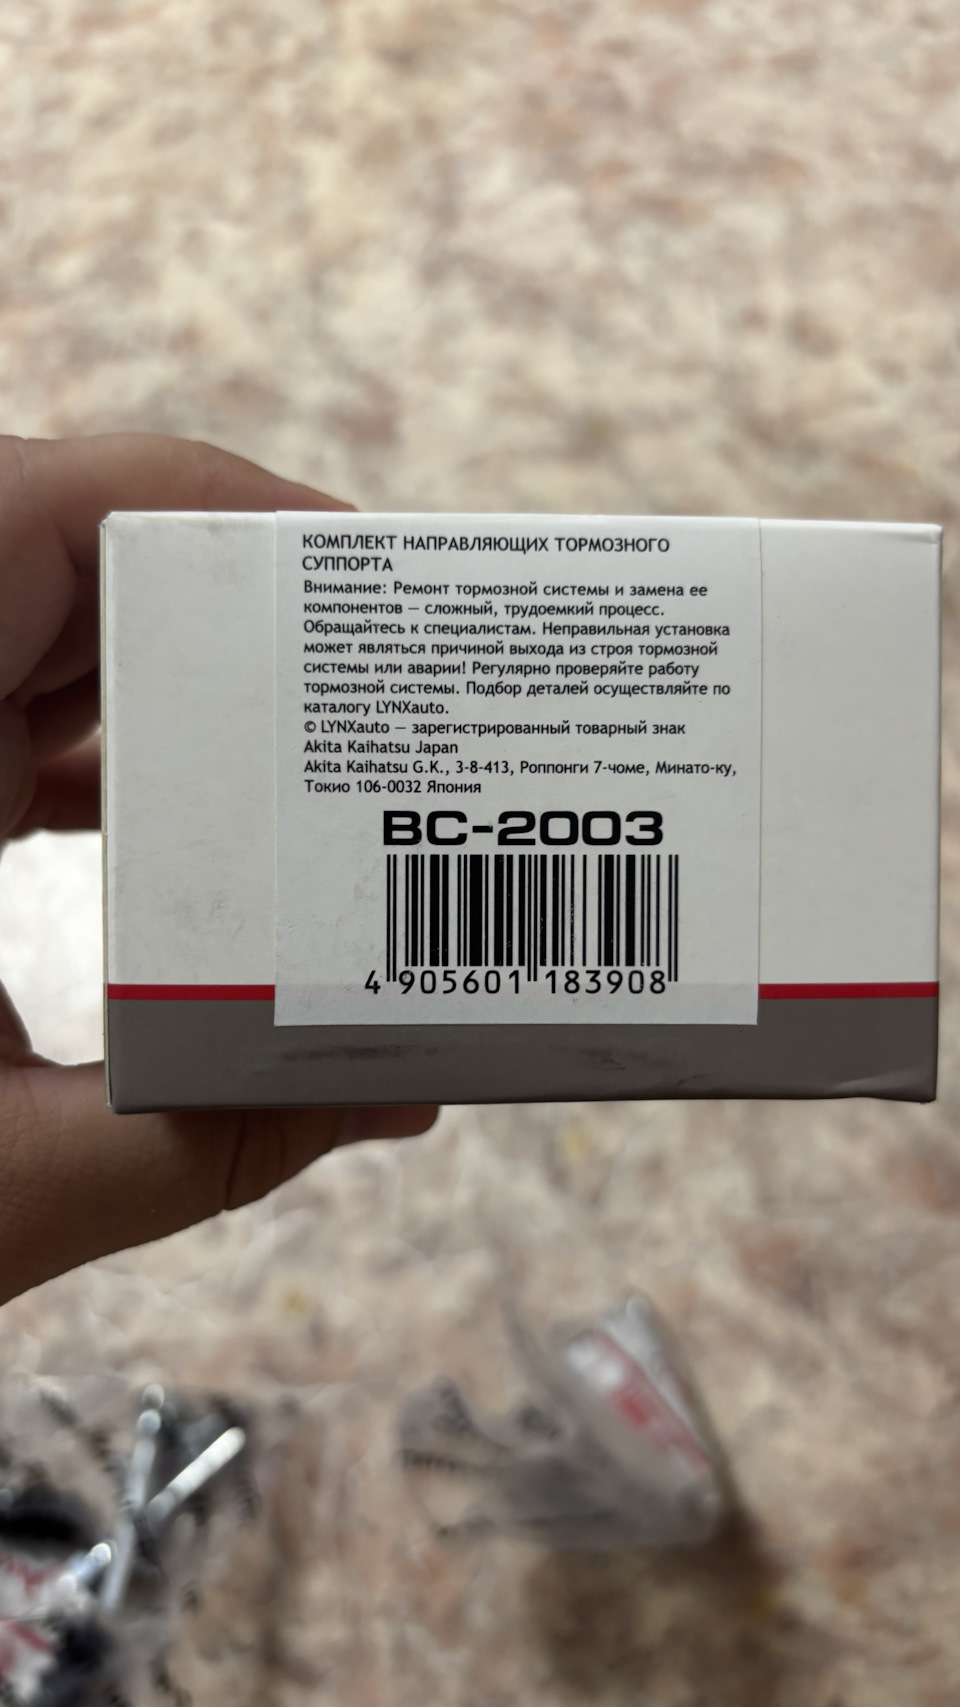 КОМПЛЕКТ НАПРАВЛЯЮЩИХ ТОРМОЗНОГО
СУППОРТА
Внимание: Ремонт тормозной системы и замена ее
компонентов — сложный, трудоемкий процесс.
Обращайтесь к специалистам. Неправильная установка
может являться причиной выхода из строя тормозной
системы или аварии! Регулярно проверяйте работу
тормозной системы. Подбор деталей осуществляйте по
каталогу LYNXauto.
© LYNXauto — зарегистрированный товарный знак
Akita Kaihatsu Japan
Akita Kaihatsu G.K., 3-8-413, Роппонги 7-чоме, Минато-ку,
Токио 106-0032 Япония
BC-2003
4 905601 183908